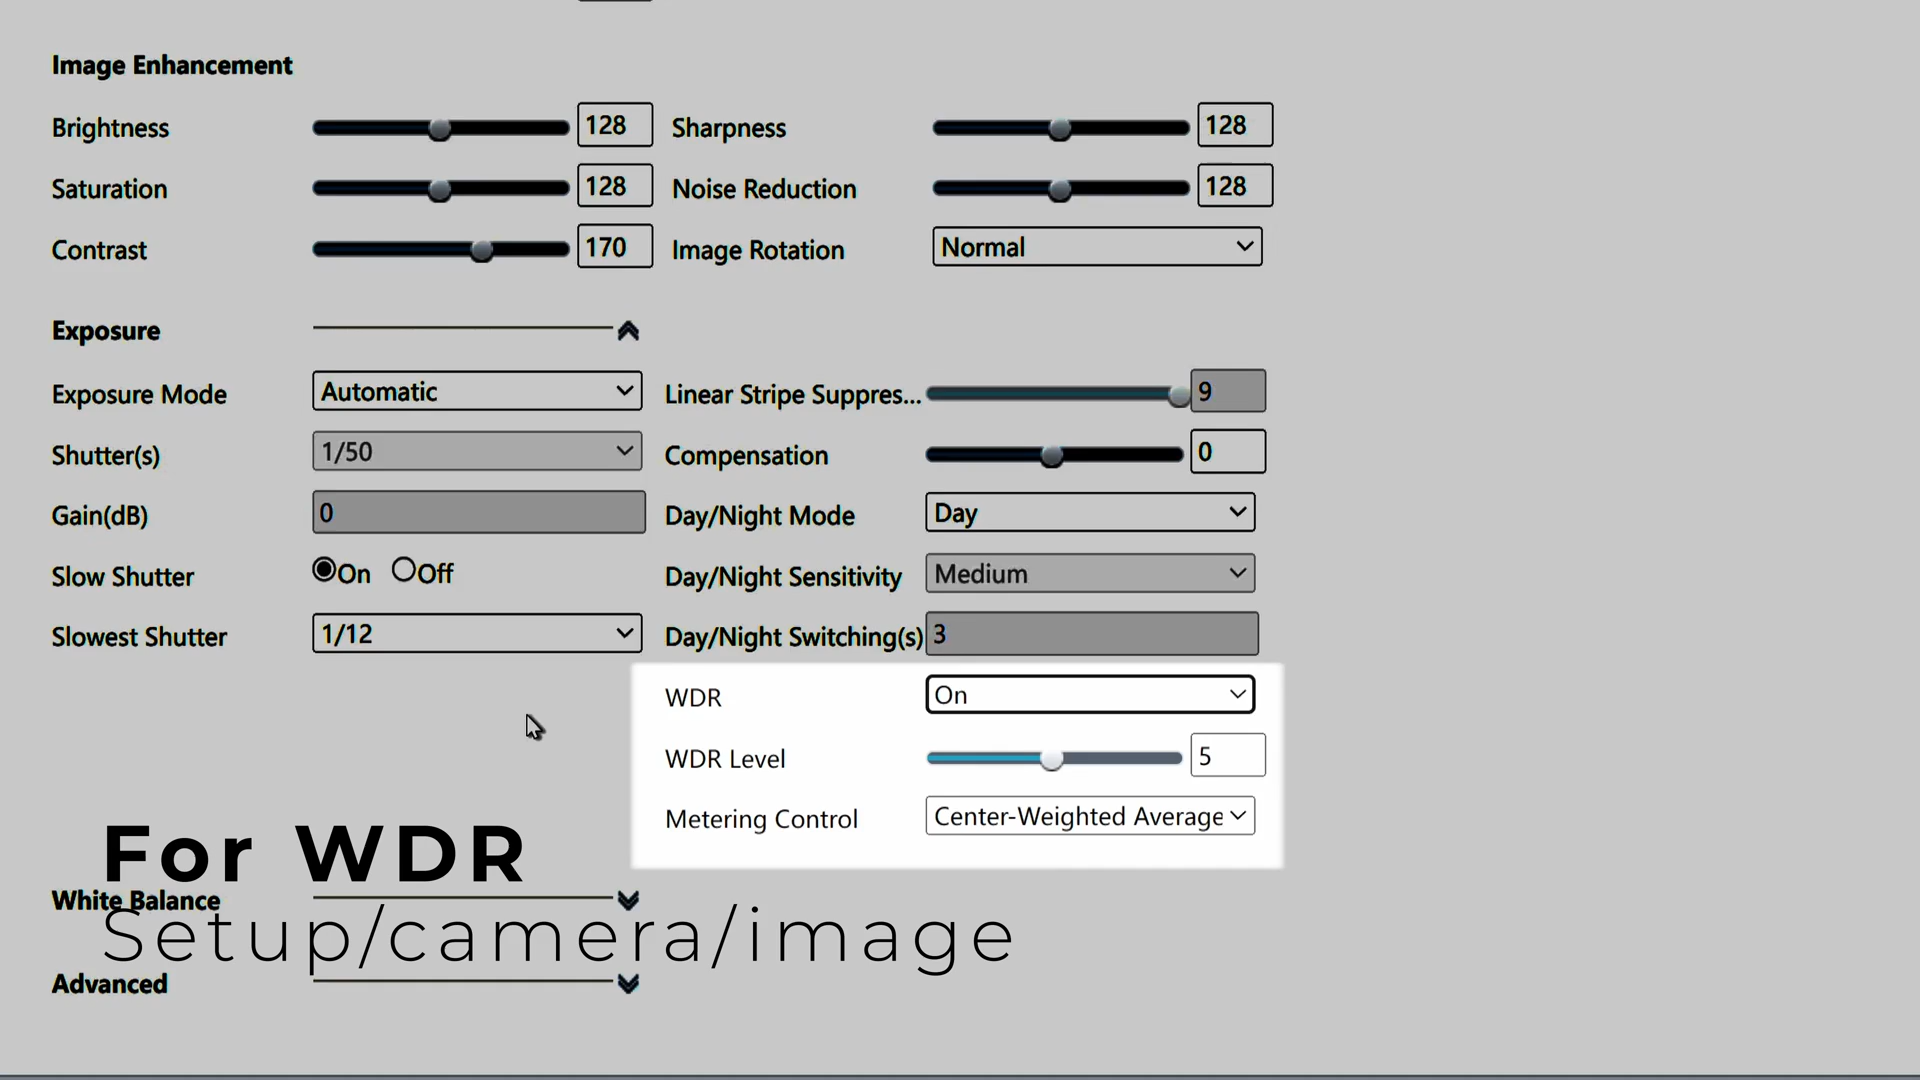 Image Enhancement
Brightness 128 Sharpness 128
Saturation 128 Noise Reduction 128
Contrast 170 Image Rotation Normal
Exposure
Exposure Mode Automatic Linear Stripe Suppres... 9
Shutter(s) 1/50 Compensation 0
Gain(dB) 0 Day/Night Mode Day
Slow Shutter On Off Day/Night Sensitivity Medium
Slowest Shutter 1/12 Day/Night Switching(s) 3
WDR On
WDR Level 5
Metering Control Center-Weighted Average
For WDR
White Balance
Setup/camera/image
Advanced